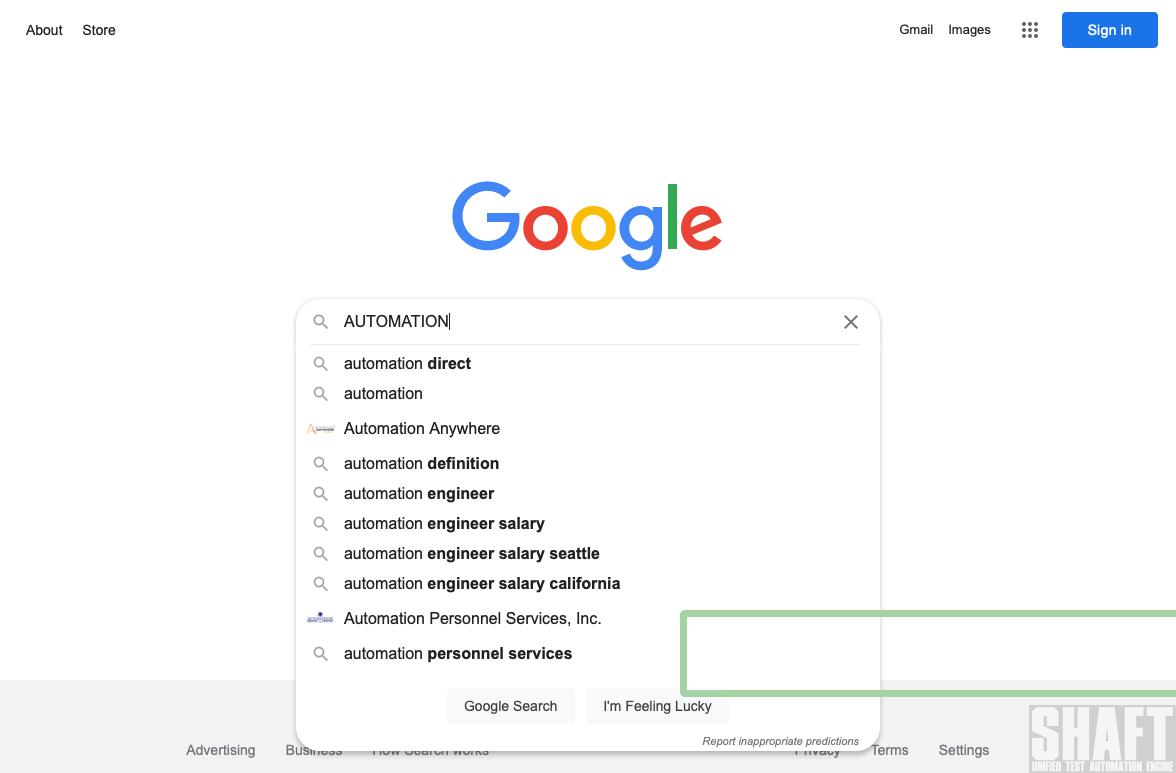 About Store
Gmail Images
Sign in
Google
AUTOMATION
automation direct
automation
Automation Anywhere
automation definition
automation engineer
automation engineer salary
automation engineer salary seattle
automation engineer salary california
Automation Personnel Services, Inc.
automation personnel services
Google Search I'm Feeling Lucky
Report inappropriate predictions
Advertising Business How Search works Privacy Terms Settings
SHAFT
UNIFIED TEST AUTOMATION ENGINE